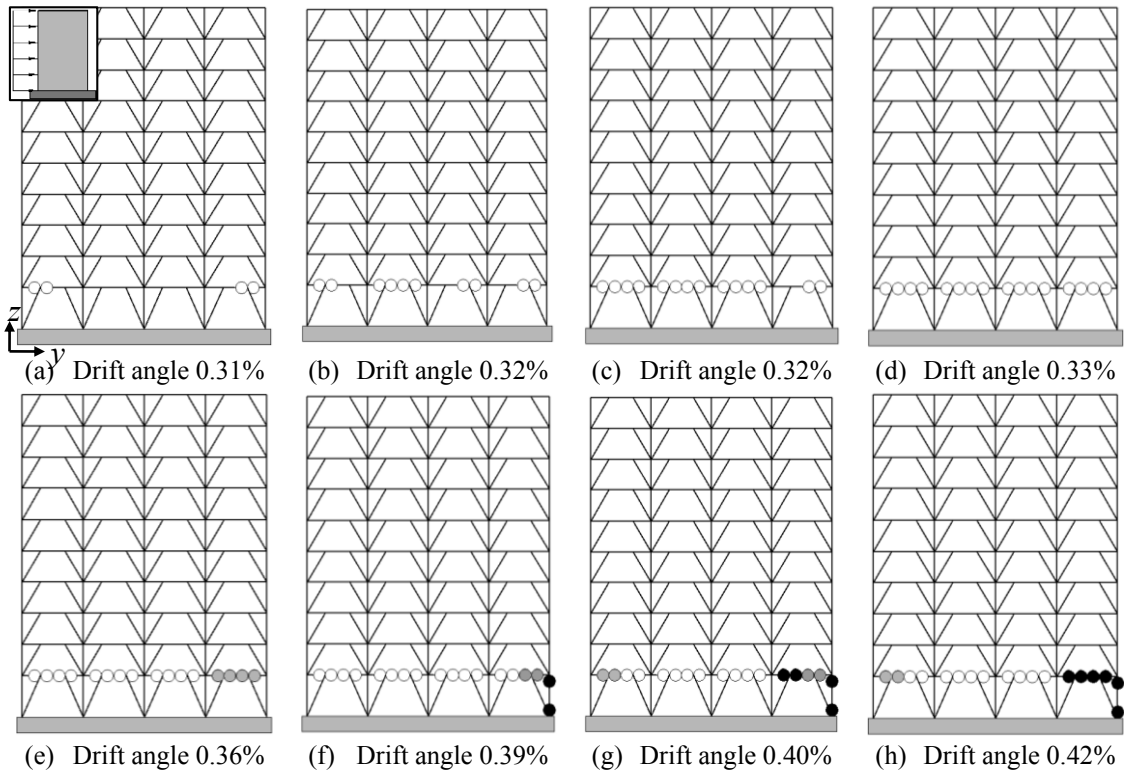 z
y
(a) Drift angle 0.31%
(b) Drift angle 0.32%
(c) Drift angle 0.32%
(d) Drift angle 0.33%
(e) Drift angle 0.36%
(f) Drift angle 0.39%
(g) Drift angle 0.40%
(h) Drift angle 0.42%